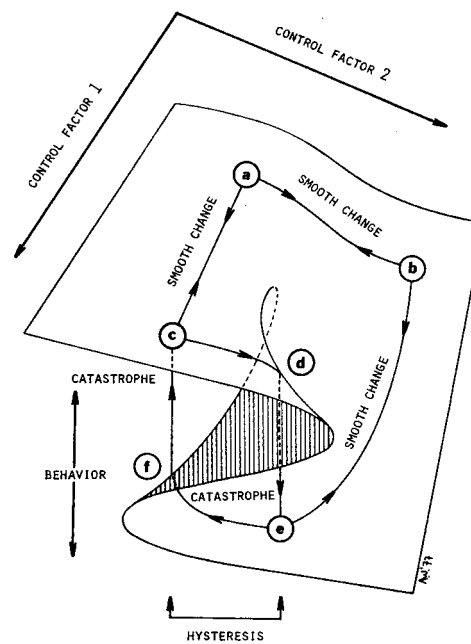 CONTROL FACTOR 2
CONTROL FACTOR 1
a
SMOOTH CHANGE
SMOOTH CHANGE
b
c
d
CATASTROPHE
SMOOTH CHANGE
BEHAVIOR
f
CATASTROPHE
e
HYSTERESIS